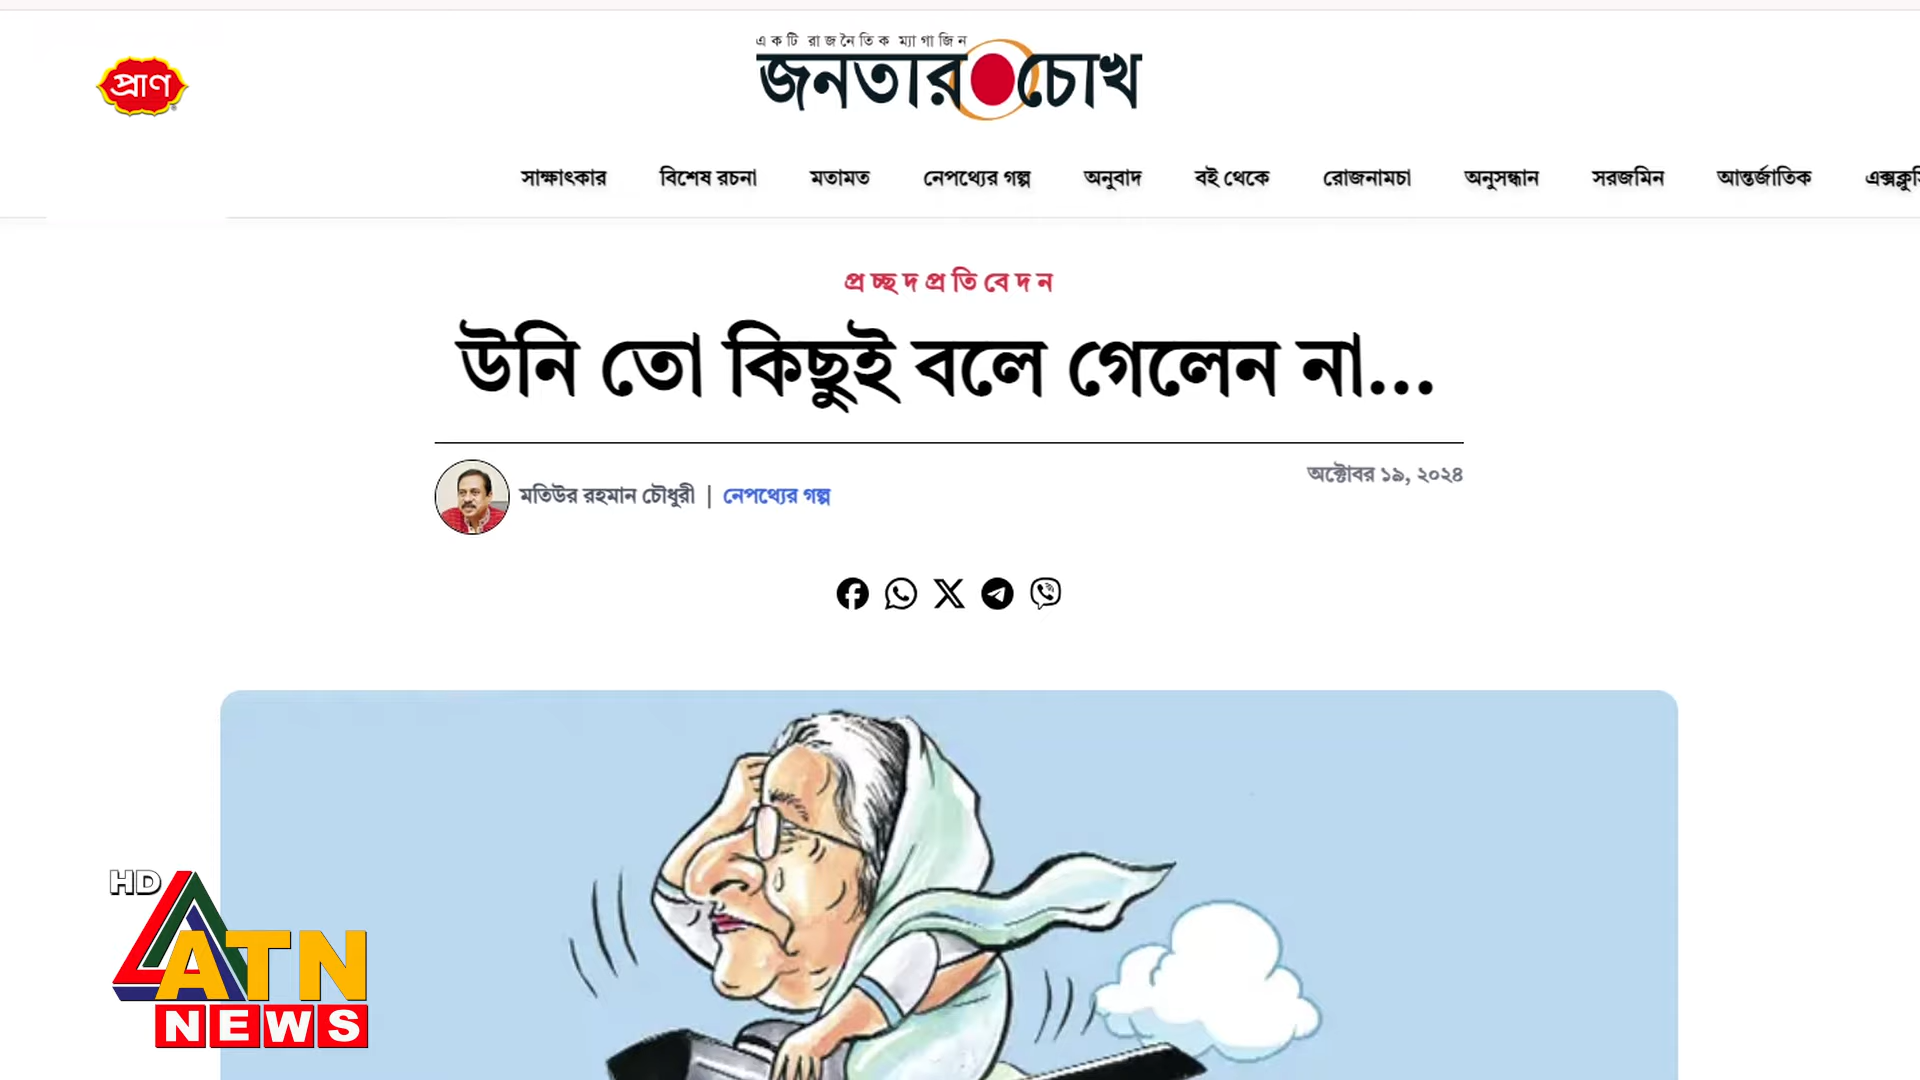 একটি রাজনৈতিক ম্যাগাজিন
জনতার চোখ
প্রাণ
সাক্ষাৎকার বিশেষ রচনা মতামত নেপথ্যের গল্প অনুবাদ বই থেকে রোজনামচা অনুসন্ধান সরজমিন আন্তর্জাতিক
প্রচ্ছদপ্রতিবেদন
উনি তো কিছুই বলে গেলেন না...
অক্টোবর ১৯, ২০২৪
মতিউর রহমান চৌধুরী | নেপথ্যের গল্প
HD
ATN
NEWS